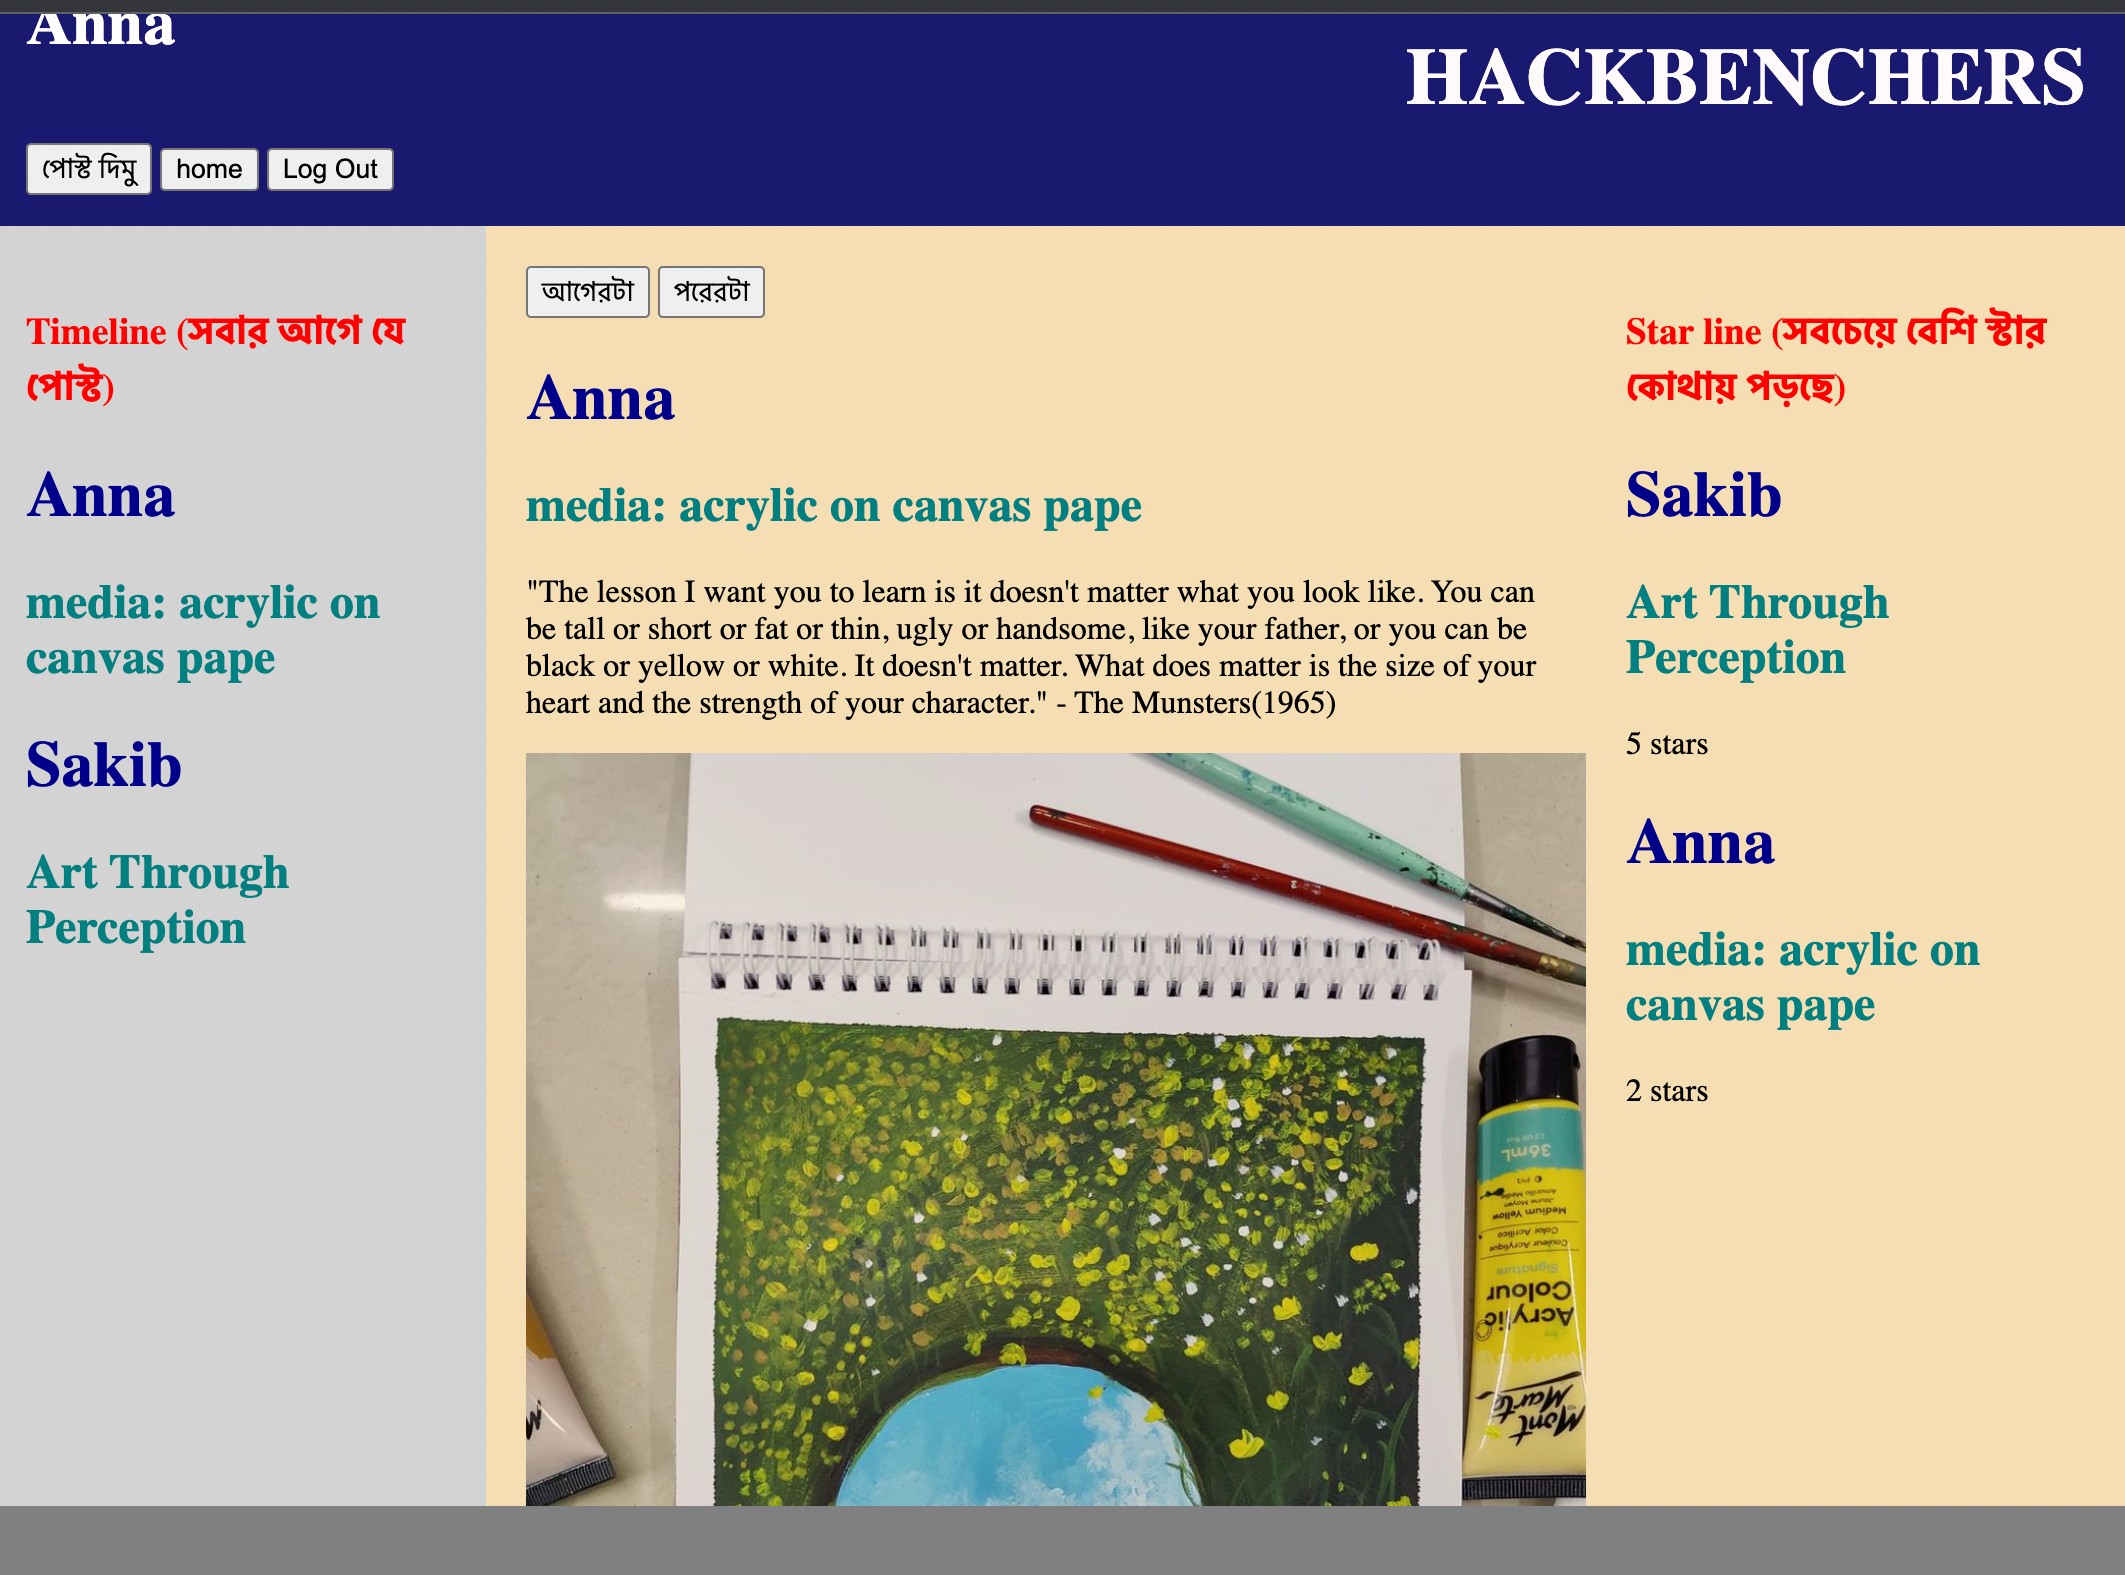 Anna
HACKBENCHERS
পোস্ট দিমু home Log Out
Timeline (সবার আগে যে
পোস্ট)
Anna
media: acrylic on
canvas pape
Sakib
Art Through
Perception
আগেরটা পরেরটা
Anna
media: acrylic on canvas pape
"The lesson I want you to learn is it doesn't matter what you look like. You can
be tall or short or fat or thin, ugly or handsome, like your father, or you can be
black or yellow or white. It doesn't matter. What does matter is the size of your
heart and the strength of your character." - The Munsters(1965)
36mL
Medium Yellow
Signature
Acrylic
Colour
Mont
Marte
Star line (সবচেয়ে বেশি স্টার
কোথায় পড়ছে)
Sakib
Art Through
Perception
5 stars
Anna
media: acrylic on
canvas pape
2 stars